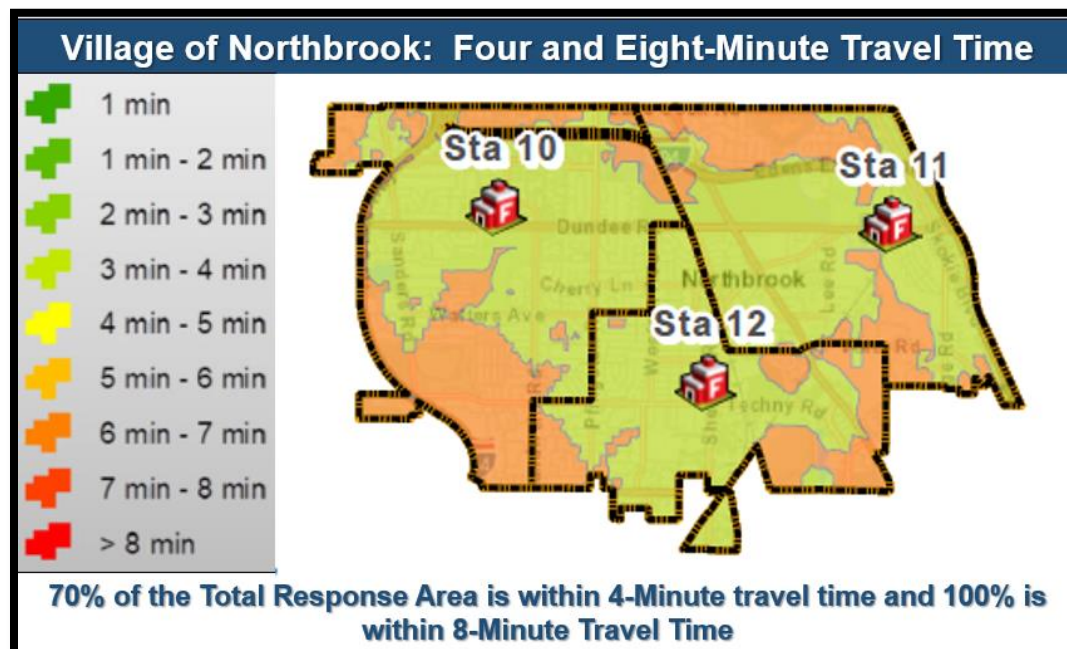 Village of Northbrook: Four and Eight-Minute Travel Time
1 min
1 min - 2 min
2 min - 3 min
3 min - 4 min
4 min - 5 min
5 min - 6 min
6 min - 7 min
7 min - 8 min
> 8 min
Sta 10
Sta 11
Dundee
Sanders Rd
Cherry Ln
Northbrook
Lee Rd
Skokie
Sta 12
Techny Rd
70% of the Total Response Area is within 4-Minute travel time and 100% is
within 8-Minute Travel Time